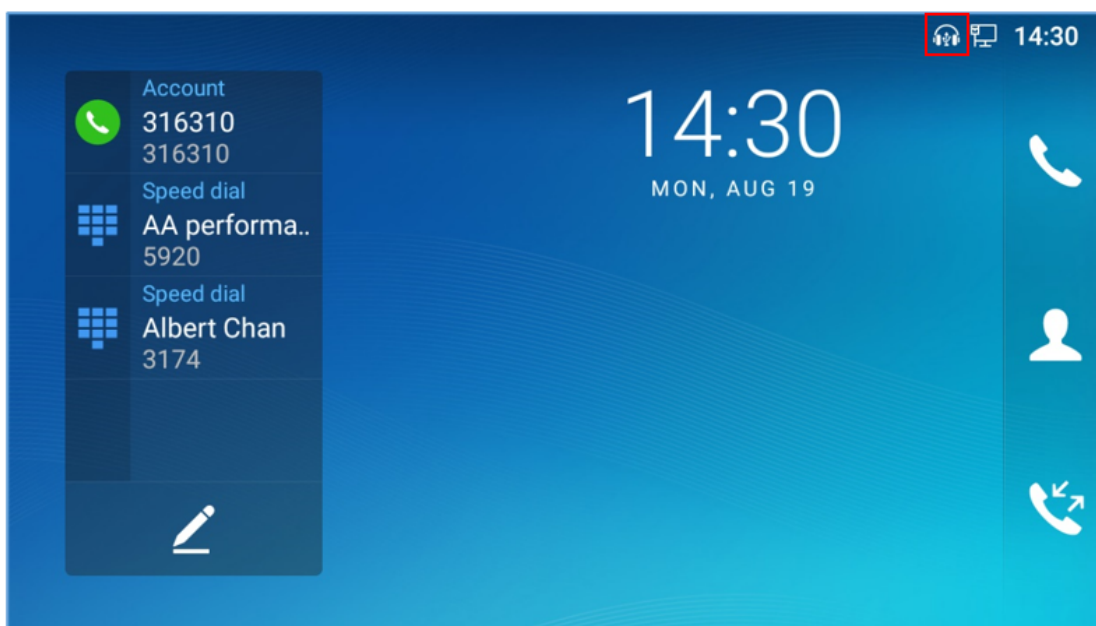 14:30
Account
316310
316310
Speed dial
AA performa..
5920
Speed dial
Albert Chan
3174
14:30
MON, AUG 19